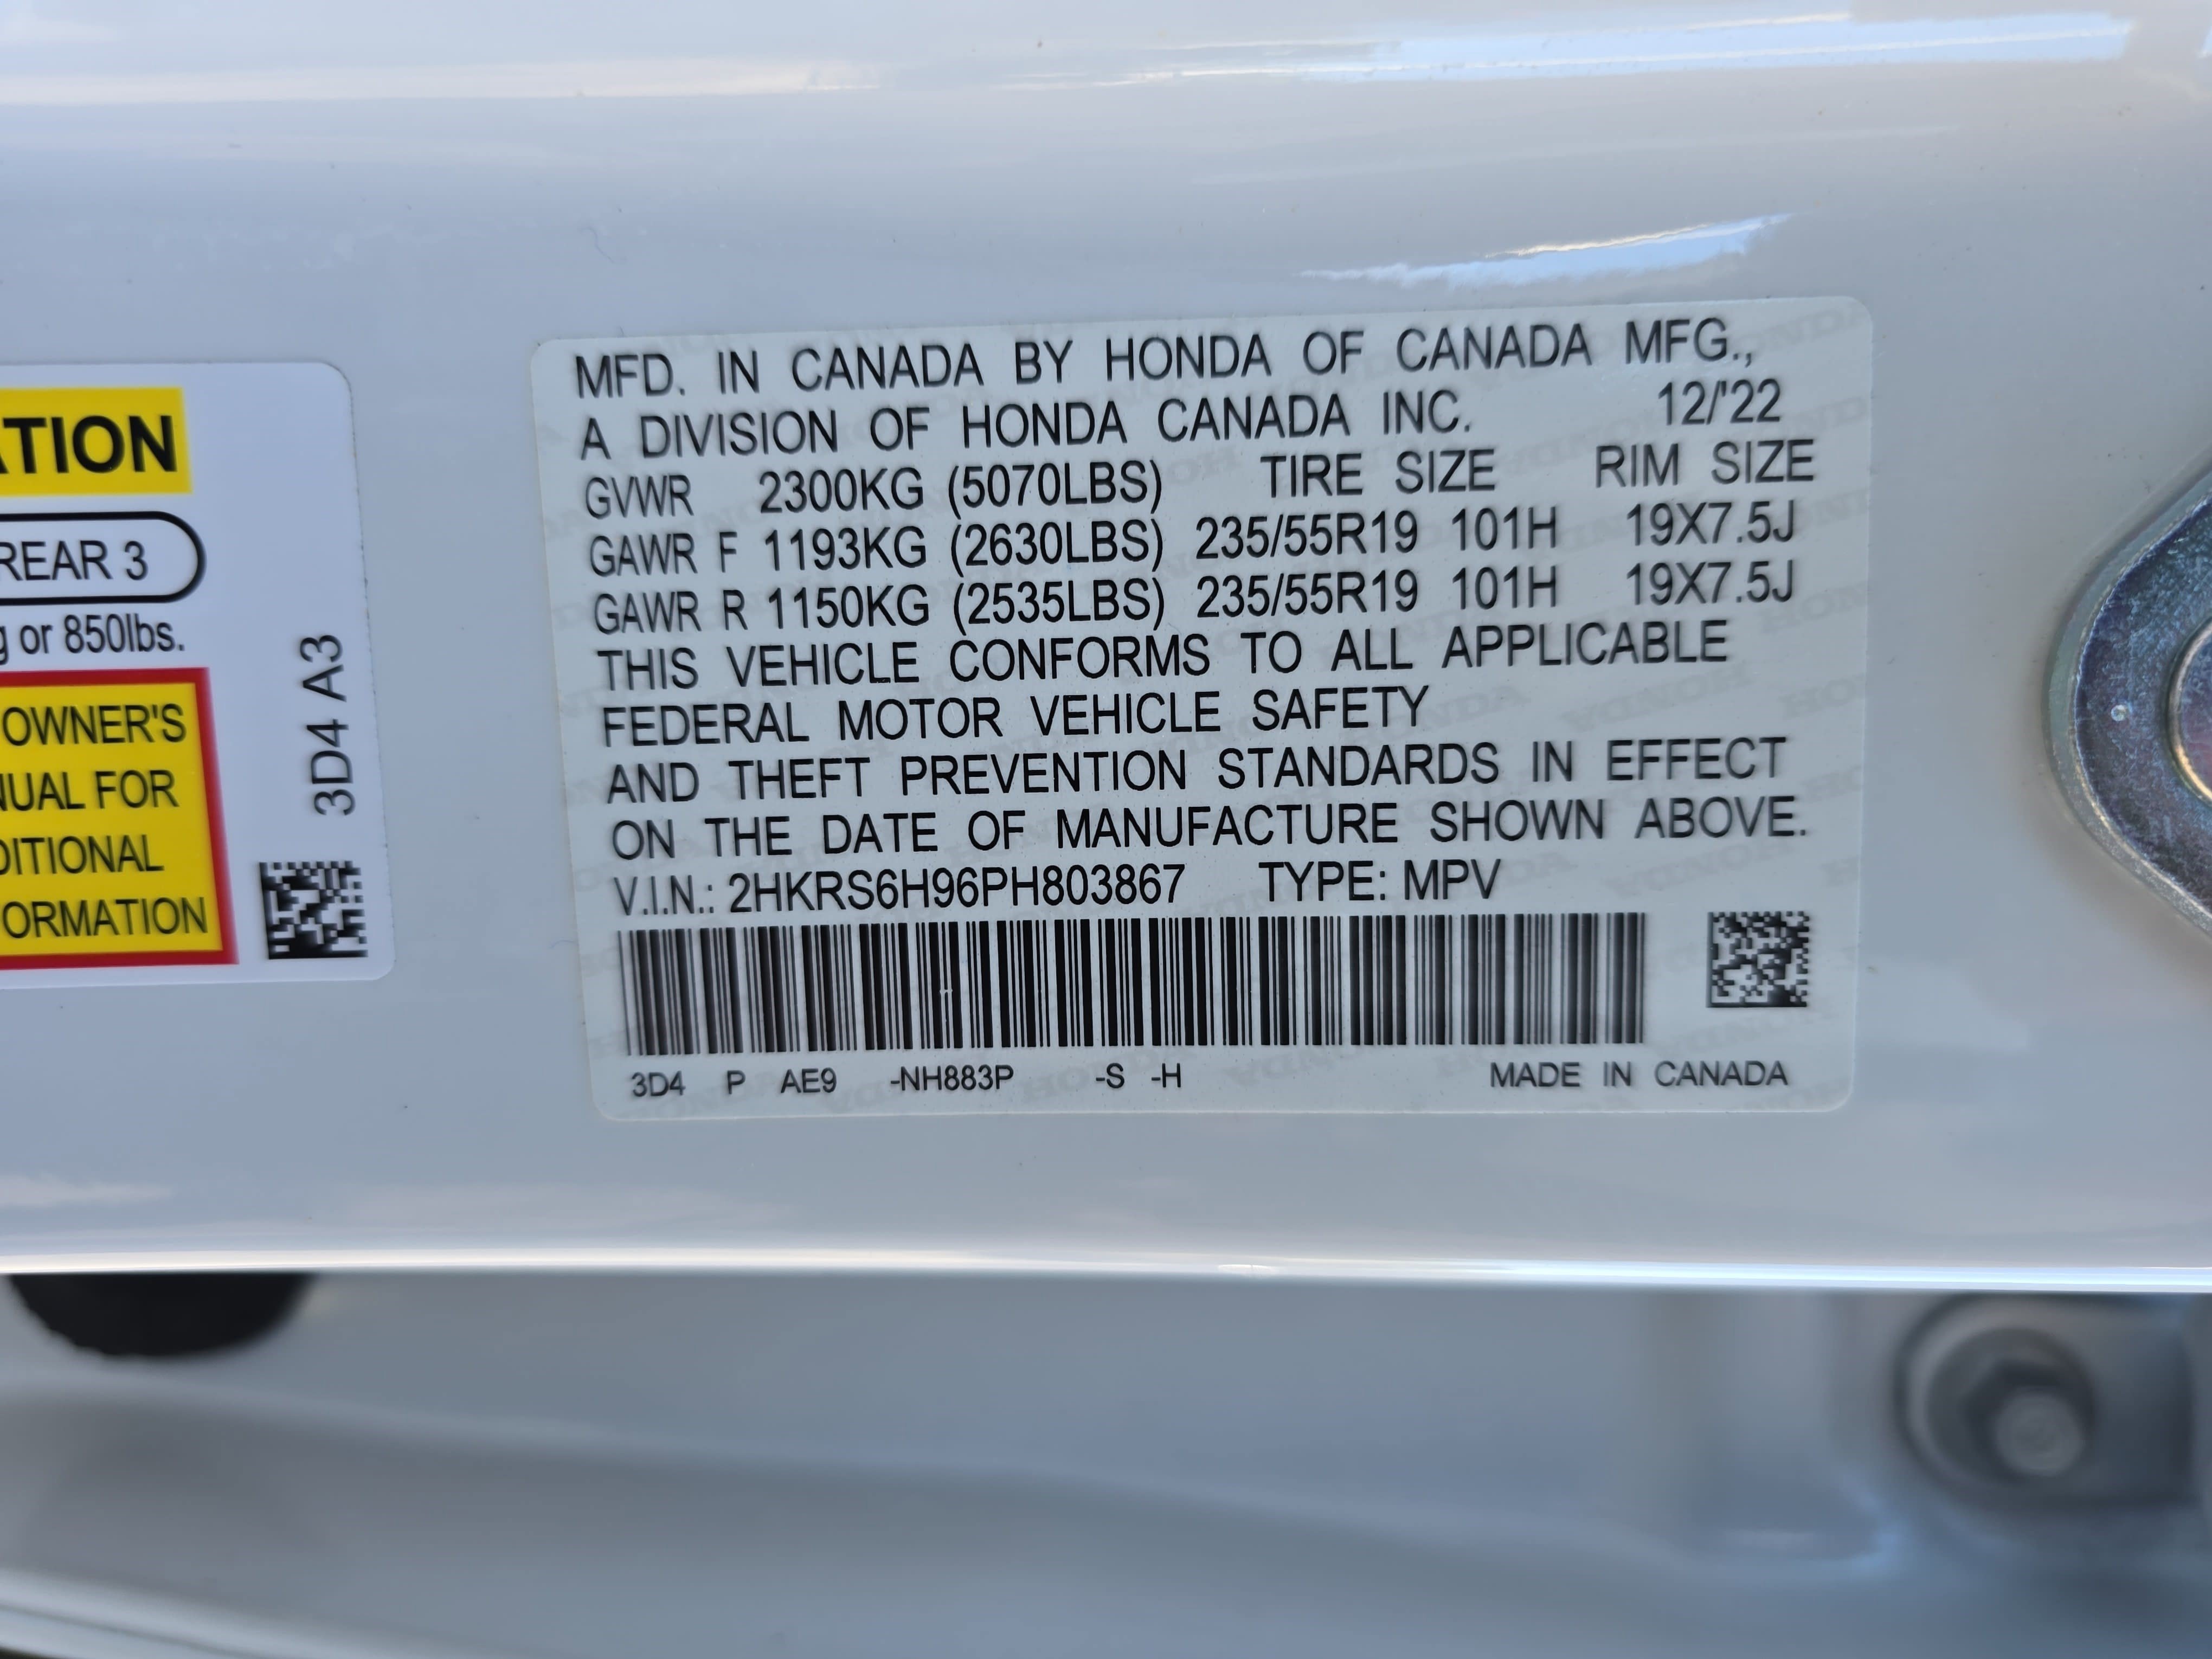 ATION
REAR 3
g or 850lbs.
OWNER'S
NUAL FOR
DITIONAL
ORMATION
3D4 A3
MFD. IN CANADA BY HONDA OF CANADA MFG.,
A DIVISION OF HONDA CANADA INC. 12/'22
GVWR 2300KG (5070LBS) TIRE SIZE RIM SIZE
GAWR F 1193KG (2630LBS) 235/55R19 101H 19X7.5J
GAWR R 1150KG (2535LBS) 235/55R19 101H 19X7.5J
THIS VEHICLE CONFORMS TO ALL APPLICABLE
FEDERAL MOTOR VEHICLE SAFETY
AND THEFT PREVENTION STANDARDS IN EFFECT
ON THE DATE OF MANUFACTURE SHOWN ABOVE.
V.I.N.: 2HKRS6H96PH803867 TYPE: MPV
3D4 P AE9 -NH883P -S -H MADE IN CANADA